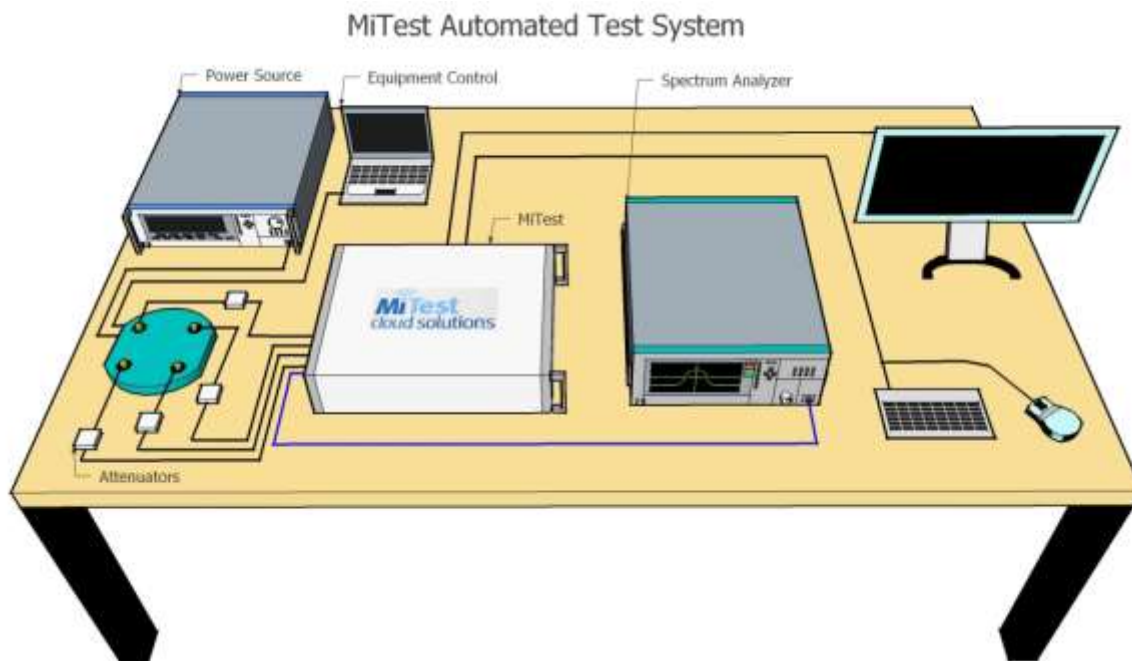 MiTest Automated Test System
Power Source
Equipment Control
Spectrum Analyzer
MiTest
MiTest
cloud solutions
Attenuators